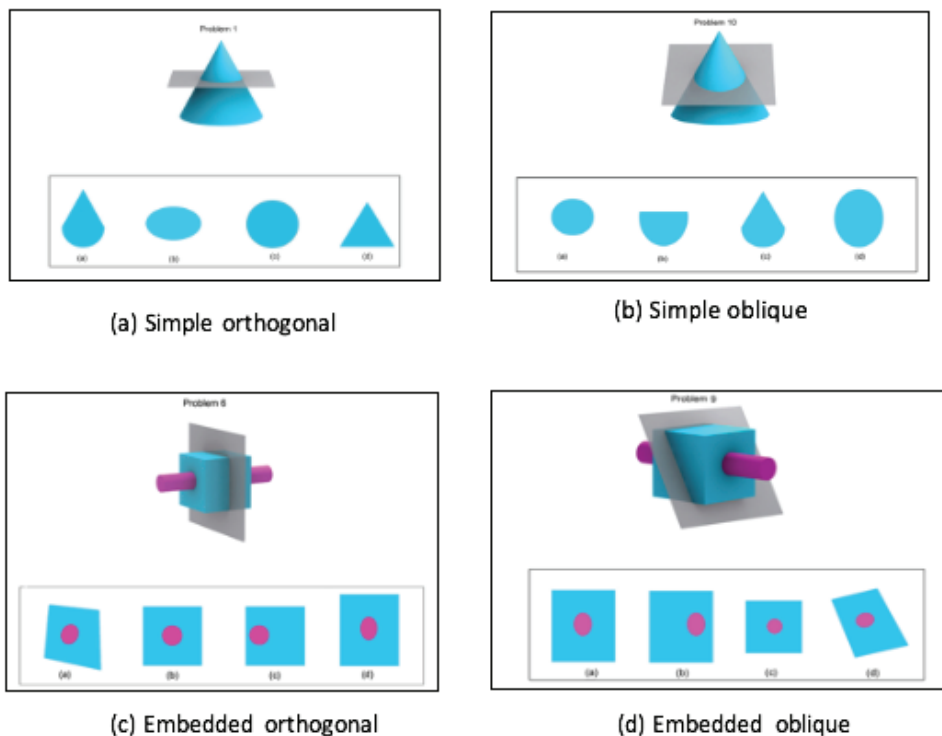 Problem 1
(a) (b) (c) (d)
(a) Simple orthogonal
Problem 10
(a) (b) (c) (d)
(b) Simple oblique
Problem 6
(a) (b) (c) (d)
(c) Embedded orthogonal
Problem 9
(a) (b) (c) (d)
(d) Embedded oblique